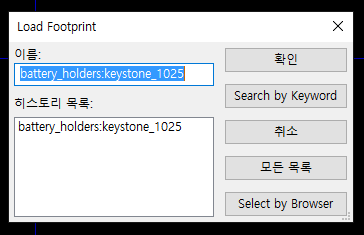 Load Footprint
이름:
battery_holders:keystone_1025
히스토리 목록:
battery_holders:keystone_1025
확인
Search by Keyword
취소
모든 목록
Select by Browser